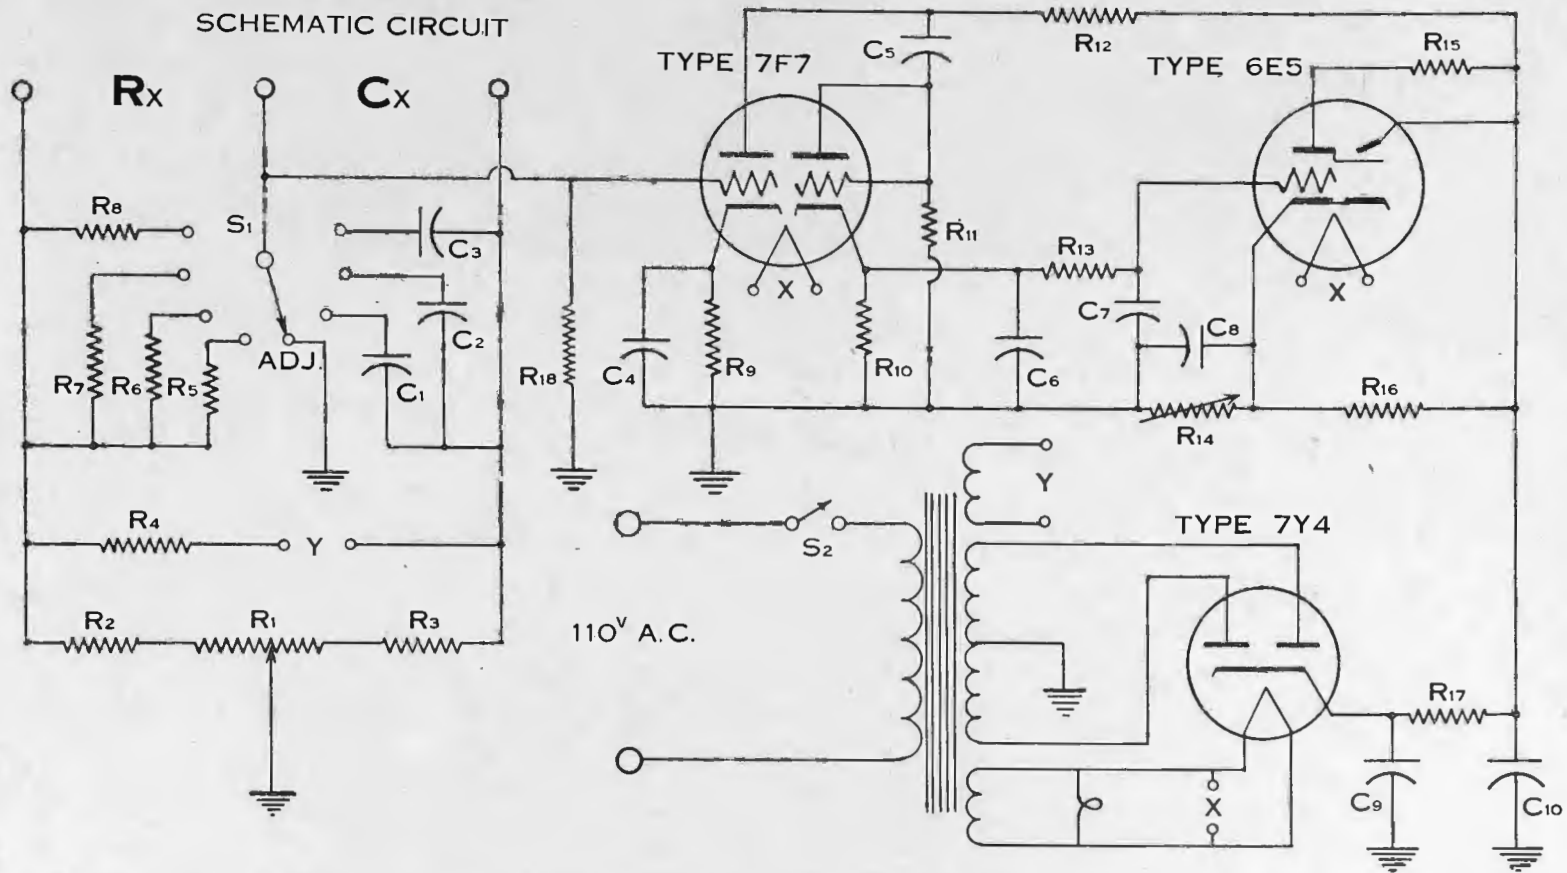 SCHEMATIC CIRCUIT
RX
CX
TYPE 7F7
C5
R12
R15
TYPE 6E5
R8
S1
C3
R11
R13
X
X
C7
C8
C2
ADJ.
R7
R6
R5
C1
R18
C4
R9
R10
C6
R16
R14
Y
R4
Y
S2
TYPE 7Y4
R2
R1
R3
110V A.C.
R17
X
C9
C10